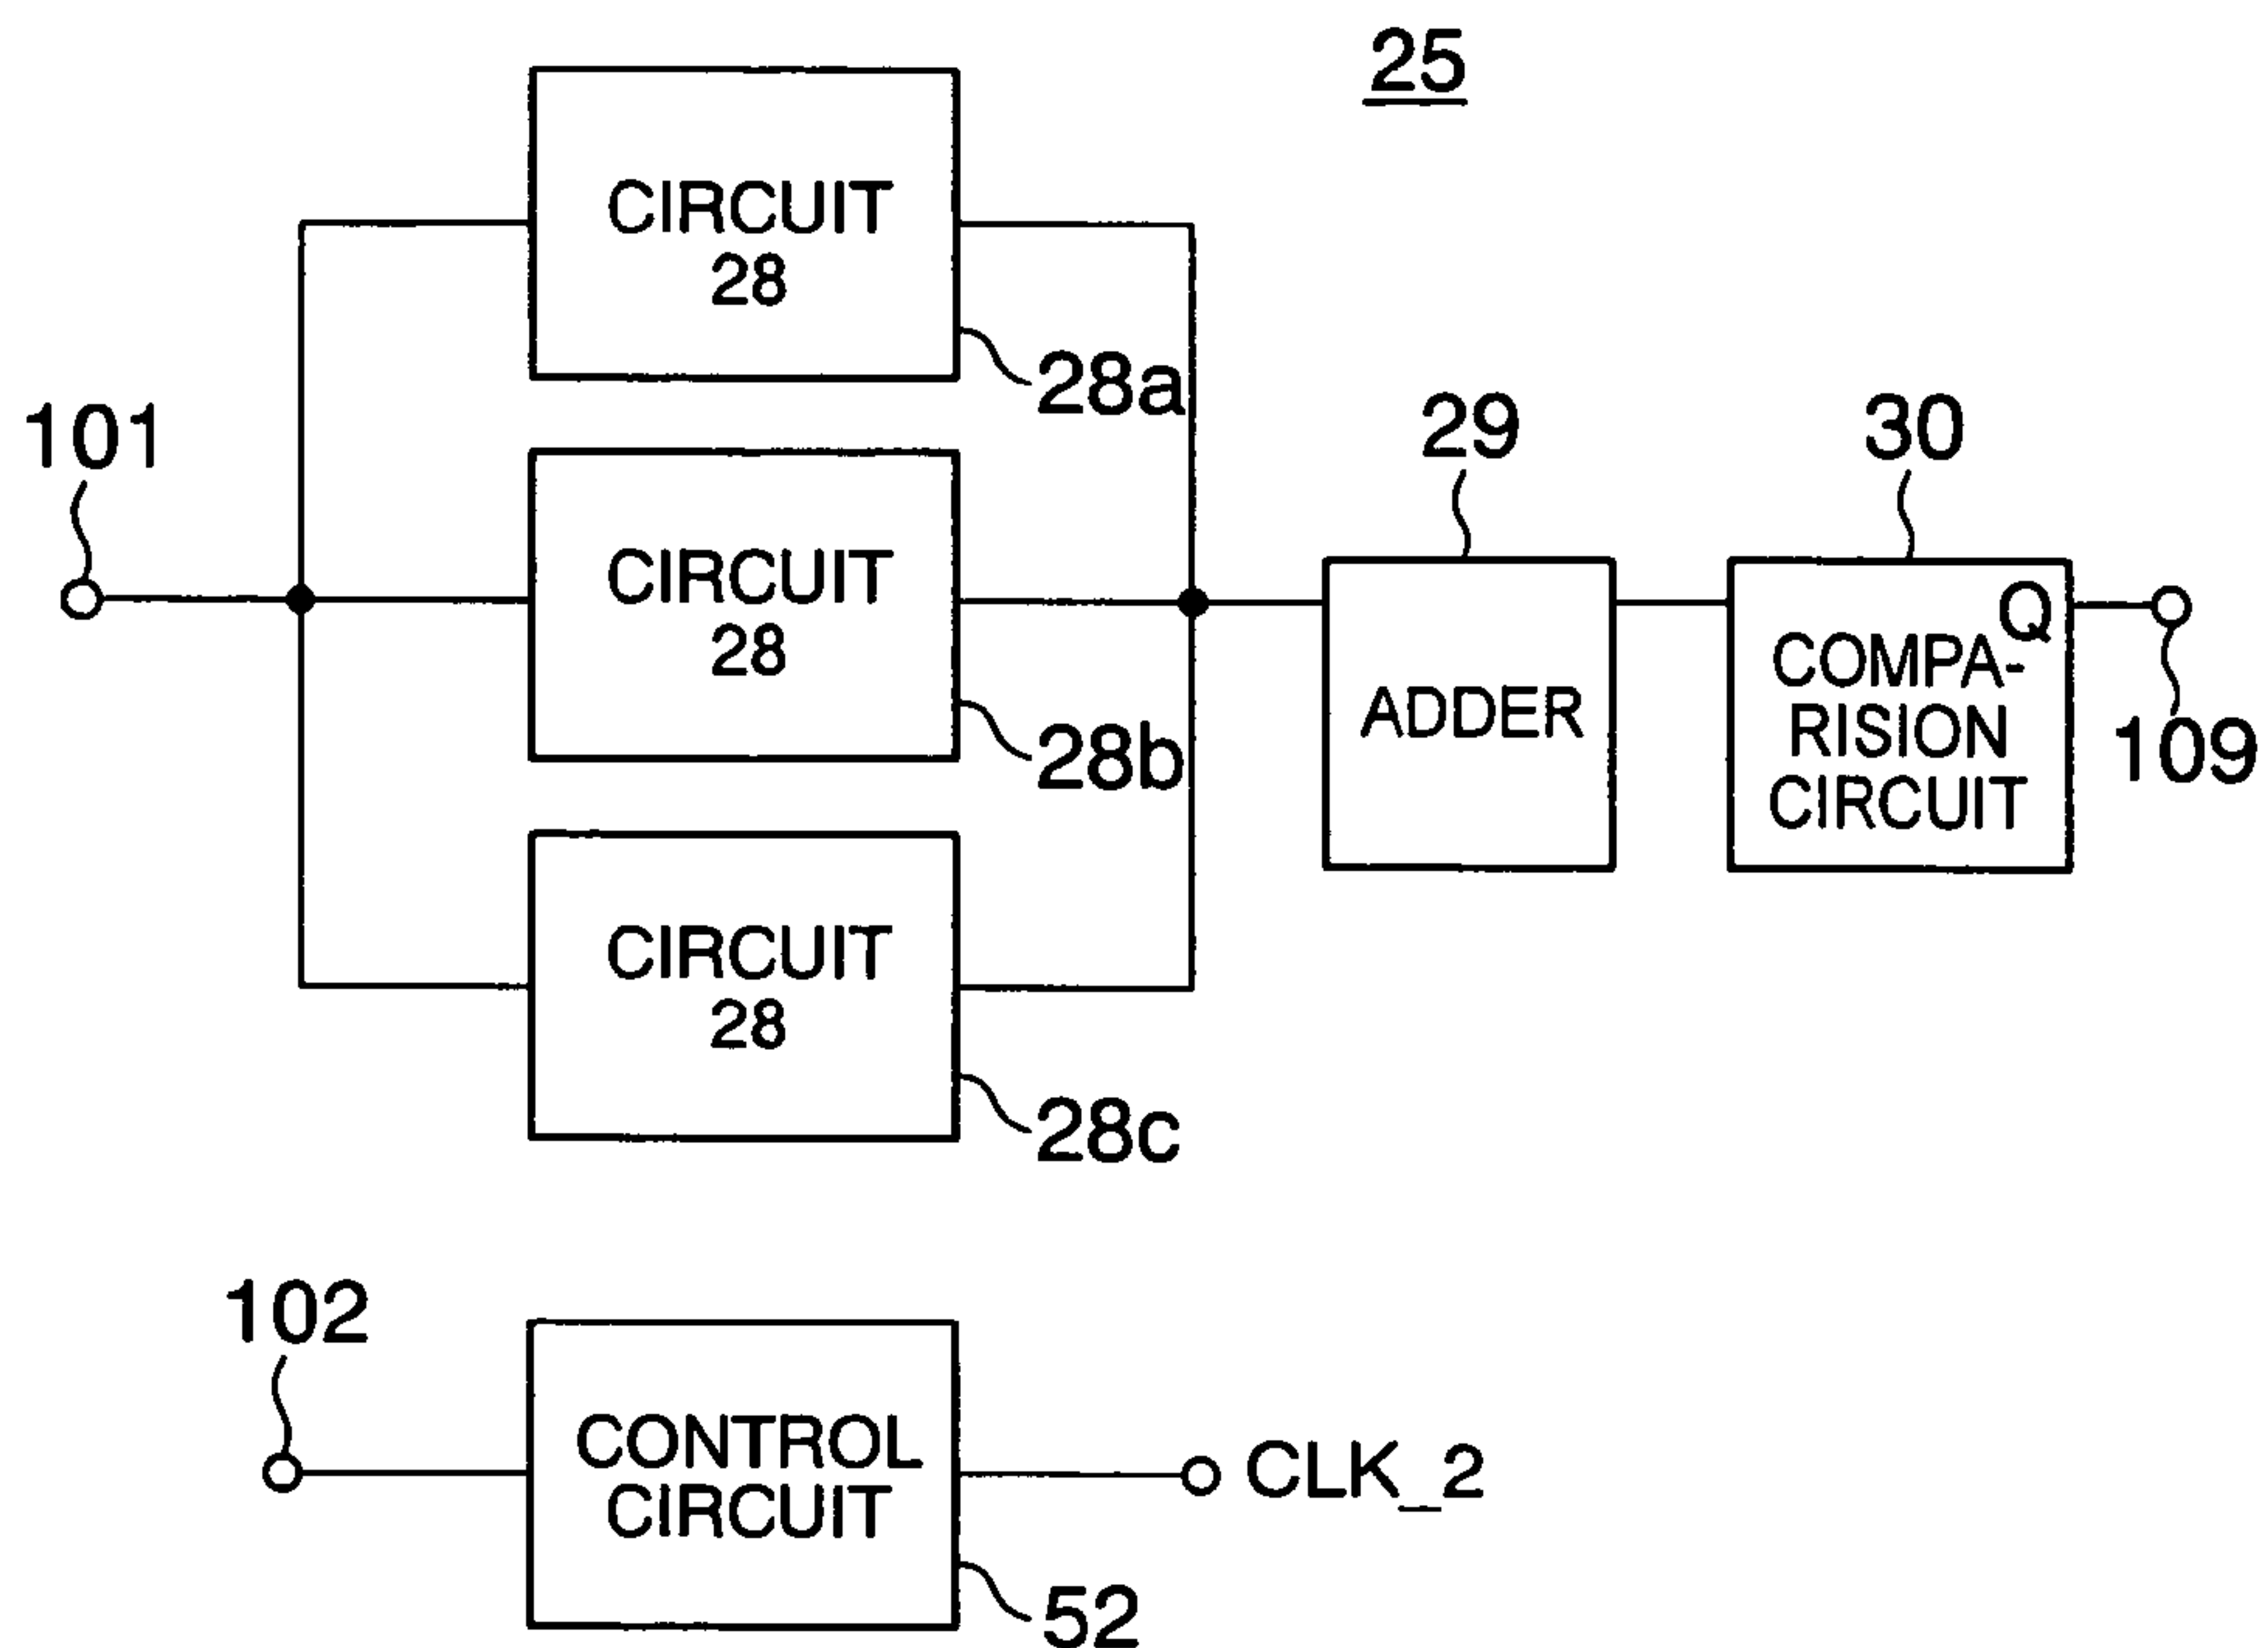 25
CIRCUIT
28
28a
101
CIRCUIT
28
28b
29
30
ADDER
Q
COMPA-
RISION
CIRCUIT
109
CIRCUIT
28
28c
102
CONTROL
CIRCUIT
CLK_2
52